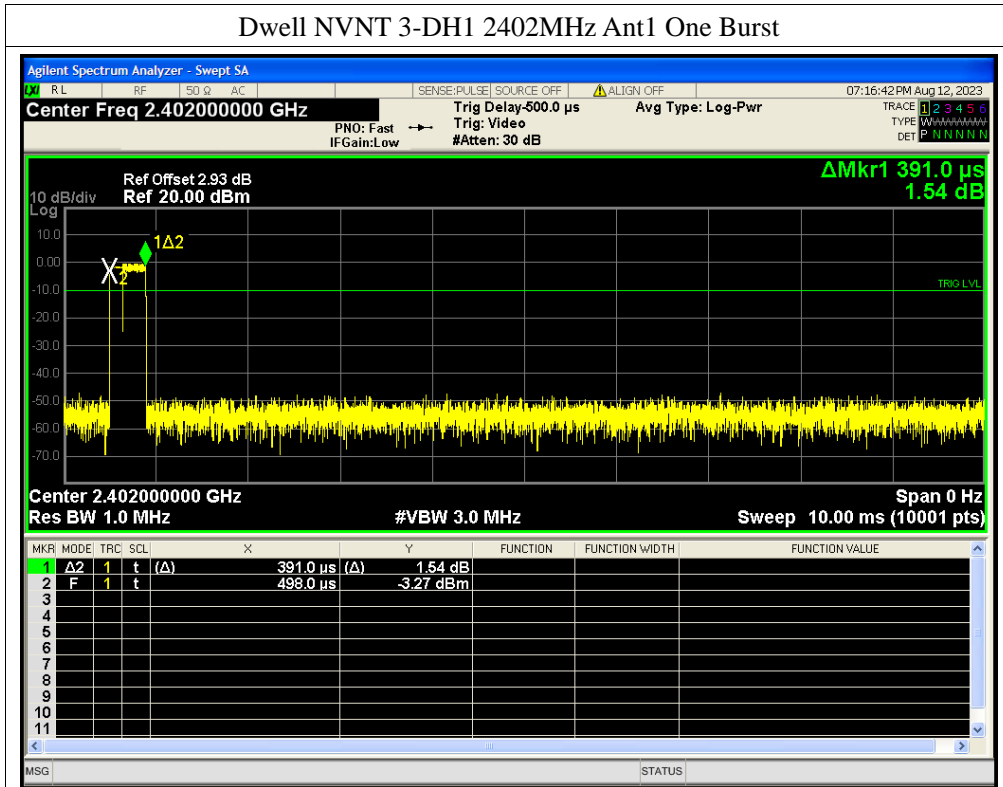 Dwell NVNT 3-DH1 2402MHz Ant1 One Burst
Agilent Spectrum Analyzer - Swept SA
LXI RL RF 50 Ω AC SENSE:PULSE SOURCE OFF ⚠ALIGN OFF 07:16:42 PM Aug 12, 2023
Center Freq 2.402000000 GHz Trig Delay-500.0 µs Avg Type: Log-Pwr TRACE 1 2 3 4 5 6
PNO: Fast Trig: Video TYPE
IFGain:Low #Atten: 30 dB DET P N N N N N
ΔMkr1 391.0 µs
Ref Offset 2.93 dB
10 dB/div Ref 20.00 dBm 1.54 dB
Log
10.0
1Δ2
0.00
X2
-10.0 TRIG LVL
-20.0
-30.0
-40.0
-50.0
-60.0
-70.0
Center 2.402000000 GHz Span 0 Hz
Res BW 1.0 MHz #VBW 3.0 MHz Sweep 10.00 ms (10001 pts)
MKR MODE TRC SCL X Y FUNCTION FUNCTION WIDTH FUNCTION VALUE
1 Δ2 1 t (Δ) 391.0 µs (Δ) 1.54 dB
2 F 1 t 498.0 µs -3.27 dBm
3
4
5
6
7
8
9
10
11
MSG STATUS